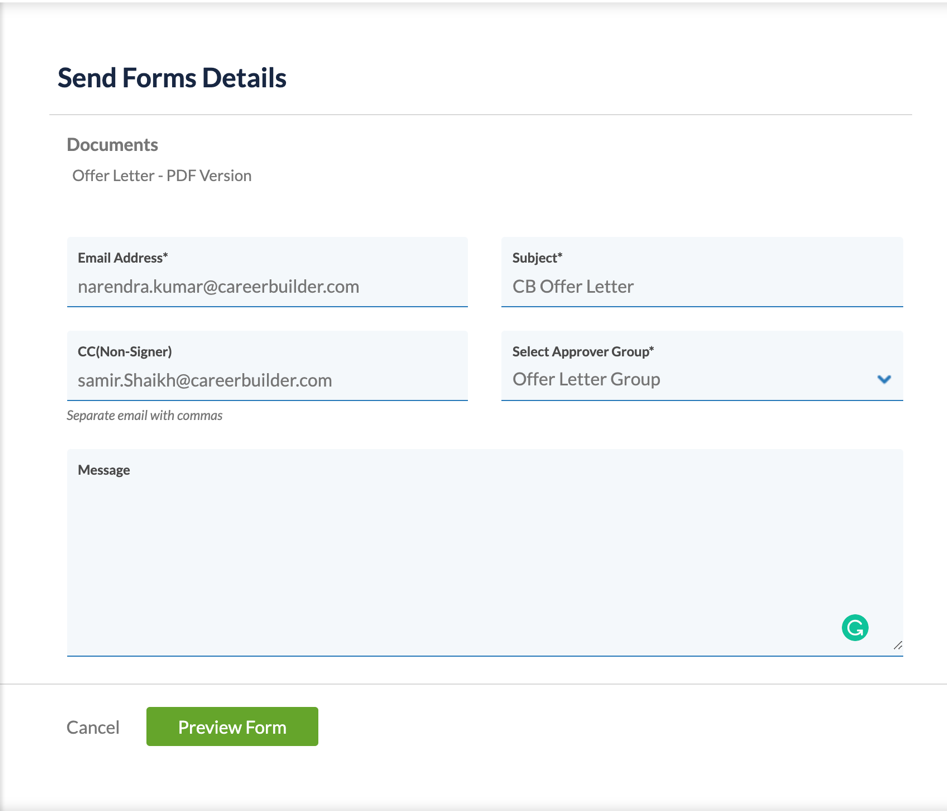 Send Forms Details
Documents
Offer Letter - PDF Version
Email Address*
narendra.kumar@careerbuilder.com
Subject*
CB Offer Letter
CC(Non-Signer)
samir.Shaikh@careerbuilder.com
Separate email with commas
Select Approver Group*
Offer Letter Group
Message
Cancel
Preview Form